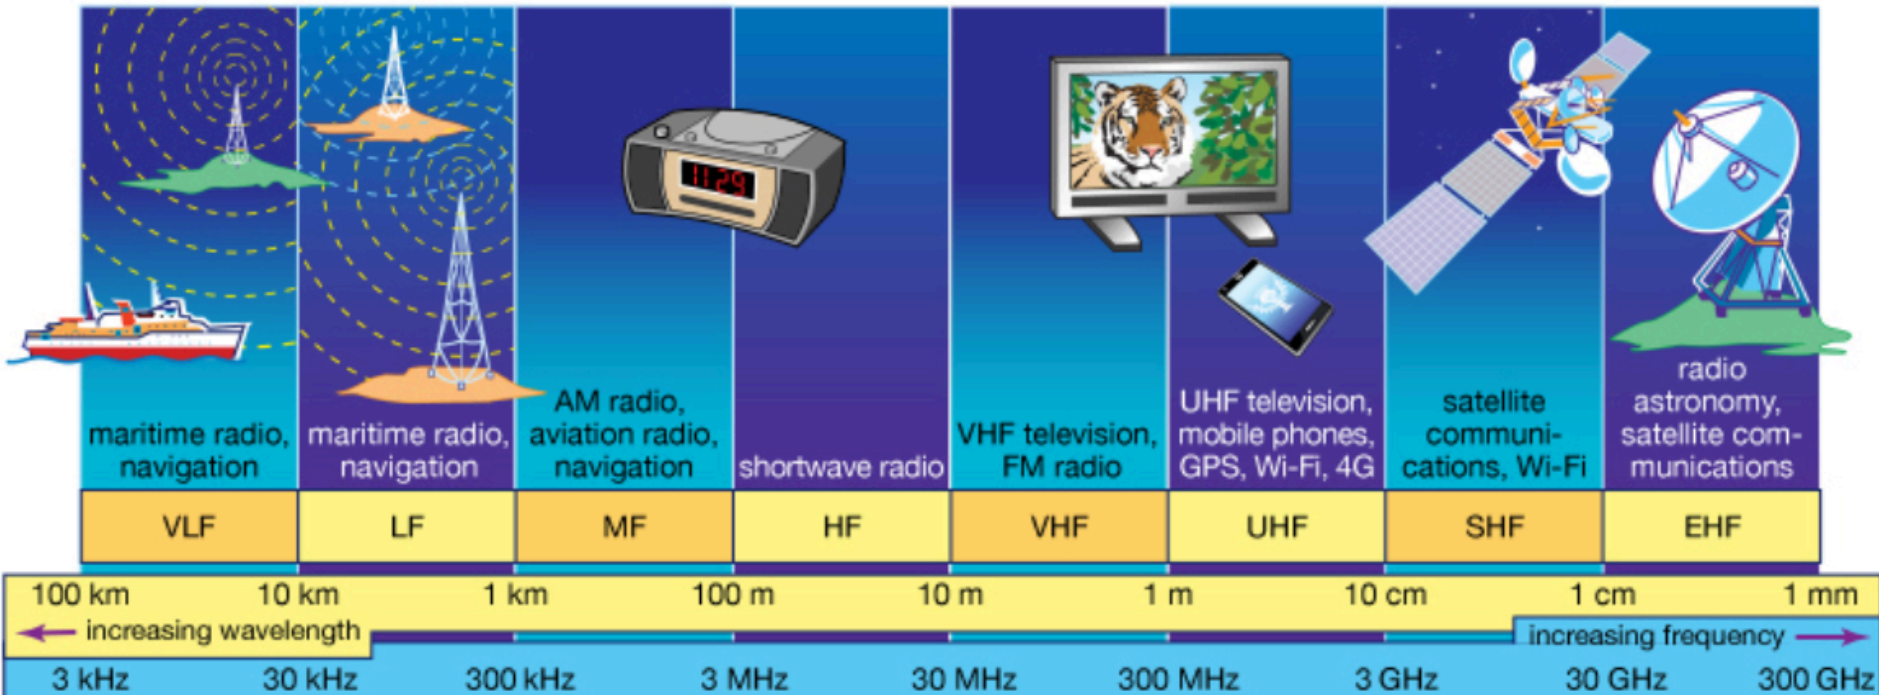 11:29
maritime radio,
navigation
maritime radio,
navigation
AM radio,
aviation radio,
navigation
shortwave radio
VHF television,
FM radio
UHF television,
mobile phones,
GPS, Wi-Fi, 4G
satellite
communi-
cations, Wi-Fi
radio
astronomy,
satellite com-
munications
VLF LF MF HF VHF UHF SHF EHF
100 km 10 km 1 km 100 m 10 m 1 m 10 cm 1 cm 1 mm
increasing wavelength
increasing frequency
3 kHz 30 kHz 300 kHz 3 MHz 30 MHz 300 MHz 3 GHz 30 GHz 300 GHz